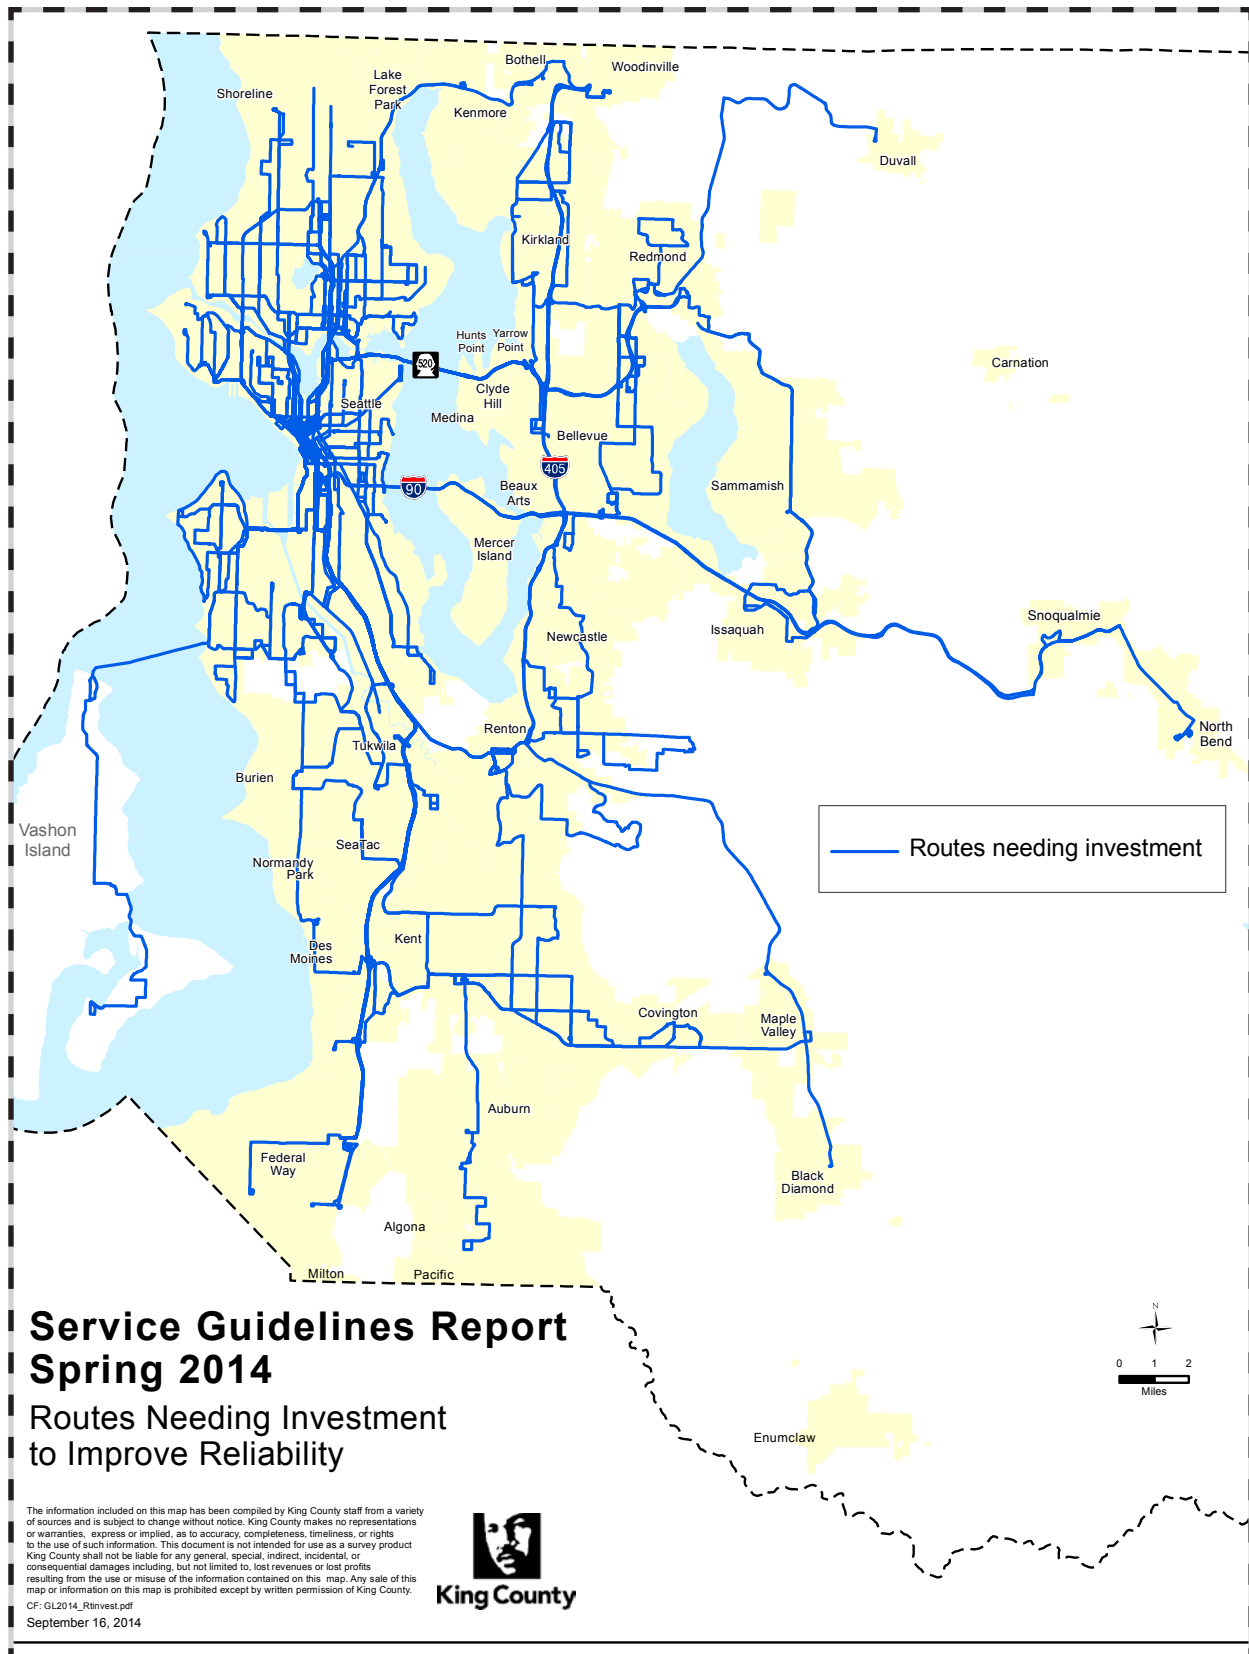 Bothell
Woodinville
Lake
Forest
Park
Shoreline
Kenmore
Duvall
Kirkland
Redmond
Hunts
Point
Yarrow
Point
520
Carnation
Clyde
Hill
Seattle
Medina
Bellevue
405
90
Beaux
Arts
Sammamish
Mercer
Island
Snoqualmie
Issaquah
Newcastle
Renton
North
Bend
Tukwila
Burien
Vashon
Island
SeaTac
Routes needing investment
Normandy
Park
Kent
Des
Moines
Covington
Maple
Valley
Auburn
Federal
Way
Black
Diamond
Algona
Milton
Pacific
Service Guidelines Report
Spring 2014
Routes Needing Investment
to Improve Reliability
N
0 1 2
Miles
Enumclaw
The information included on this map has been compiled by King County staff from a variety
of sources and is subject to change without notice. King County makes no representations
or warranties, express or implied, as to accuracy, completeness, timeliness, or rights
to the use of such information. This document is not intended for use as a survey product
King County shall not be liable for any general, special, indirect, incidental, or
consequential damages including, but not limited to, lost revenues or lost profits
resulting from the use or misuse of the information contained on this map. Any sale of this
map or information on this map is prohibited except by written permission of King County.
CF: GL2014_Rtinvest.pdf
September 16, 2014
King County